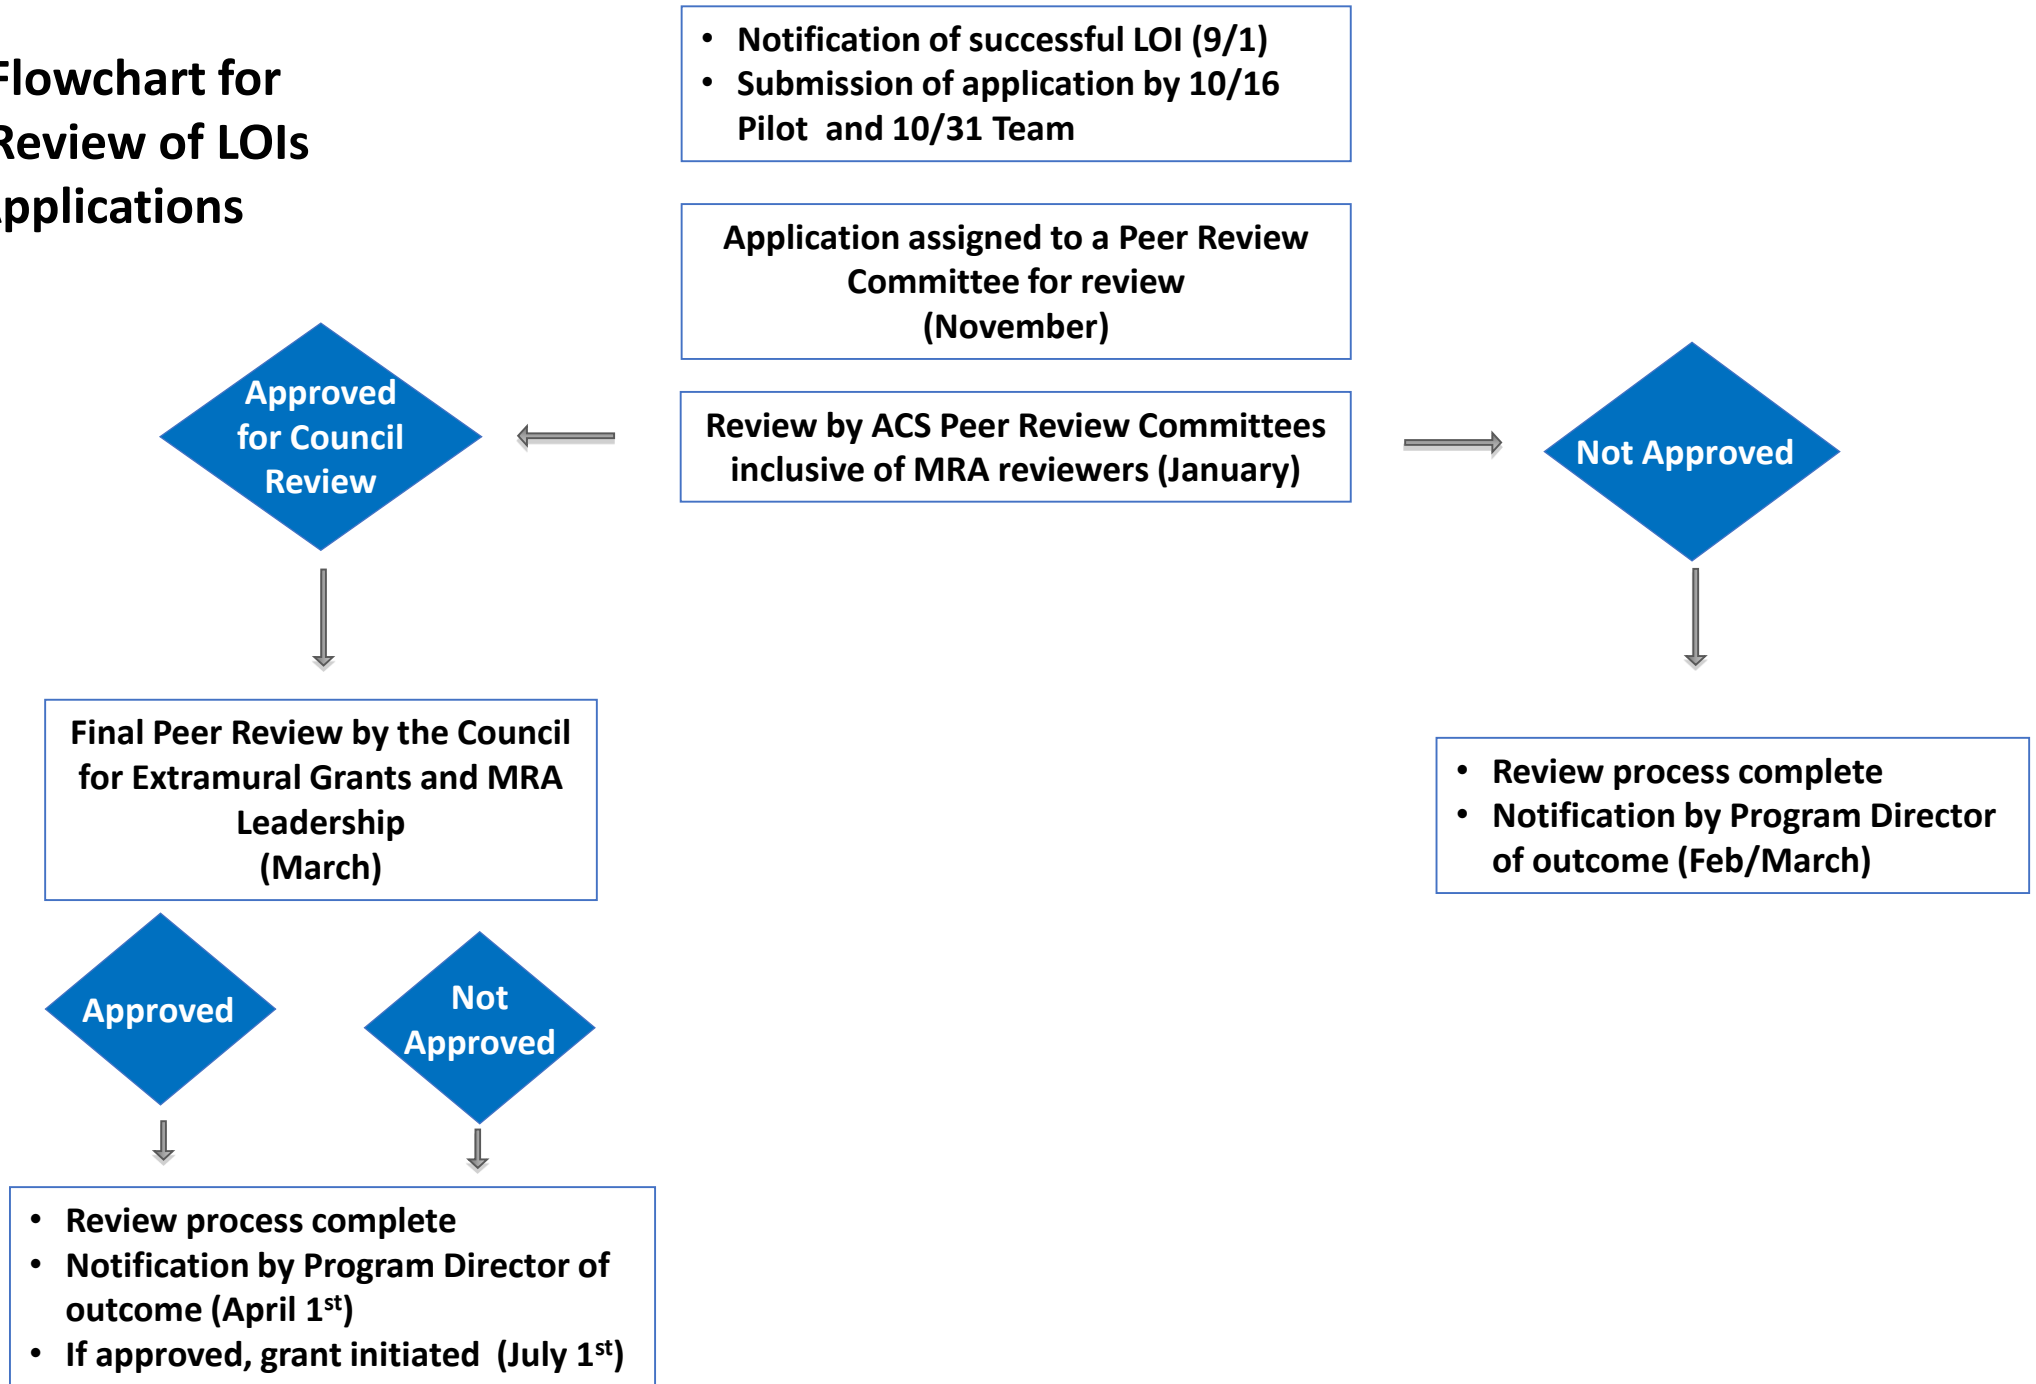 Flowchart for
Review of LOIs
Applications
• Notification of successful LOI (9/1)
• Submission of application by 10/16
Pilot and 10/31 Team
Application assigned to a Peer Review
Committee for review
(November)
Review by ACS Peer Review Committees
inclusive of MRA reviewers (January)
Approved
for Council
Review
Not Approved
Final Peer Review by the Council
for Extramural Grants and MRA
Leadership
(March)
• Review process complete
• Notification by Program Director
of outcome (Feb/March)
Approved
Not
Approved
• Review process complete
• Notification by Program Director of
outcome (April 1st)
• If approved, grant initiated (July 1st)